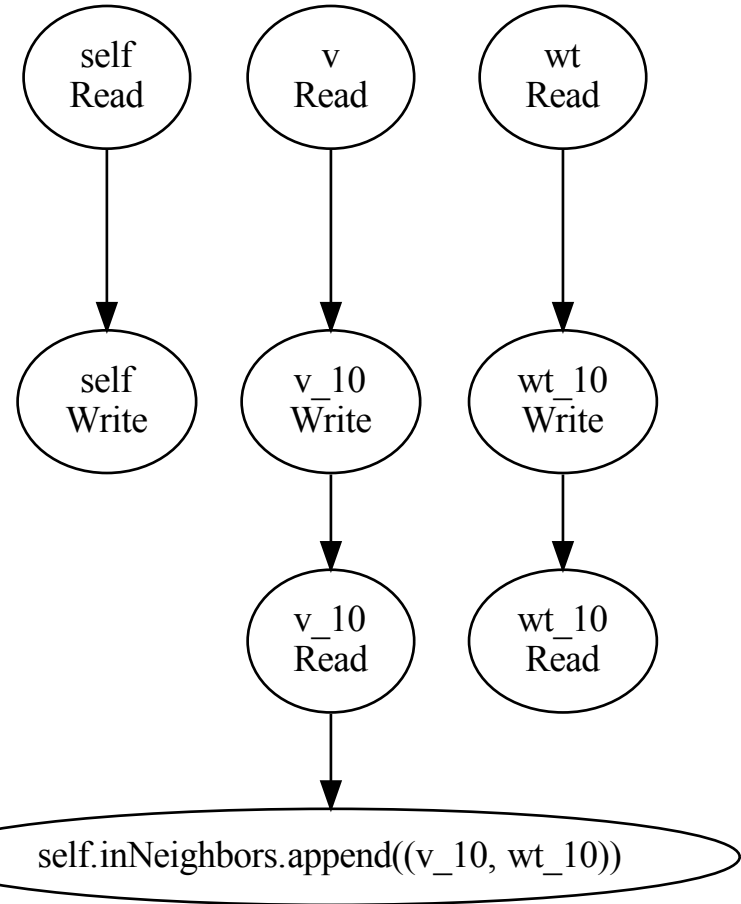 self
Read
v
Read
wt
Read
self
Write
v_10
Write
wt_10
Write
v_10
Read
wt_10
Read
self.inNeighbors.append((v_10, wt_10))